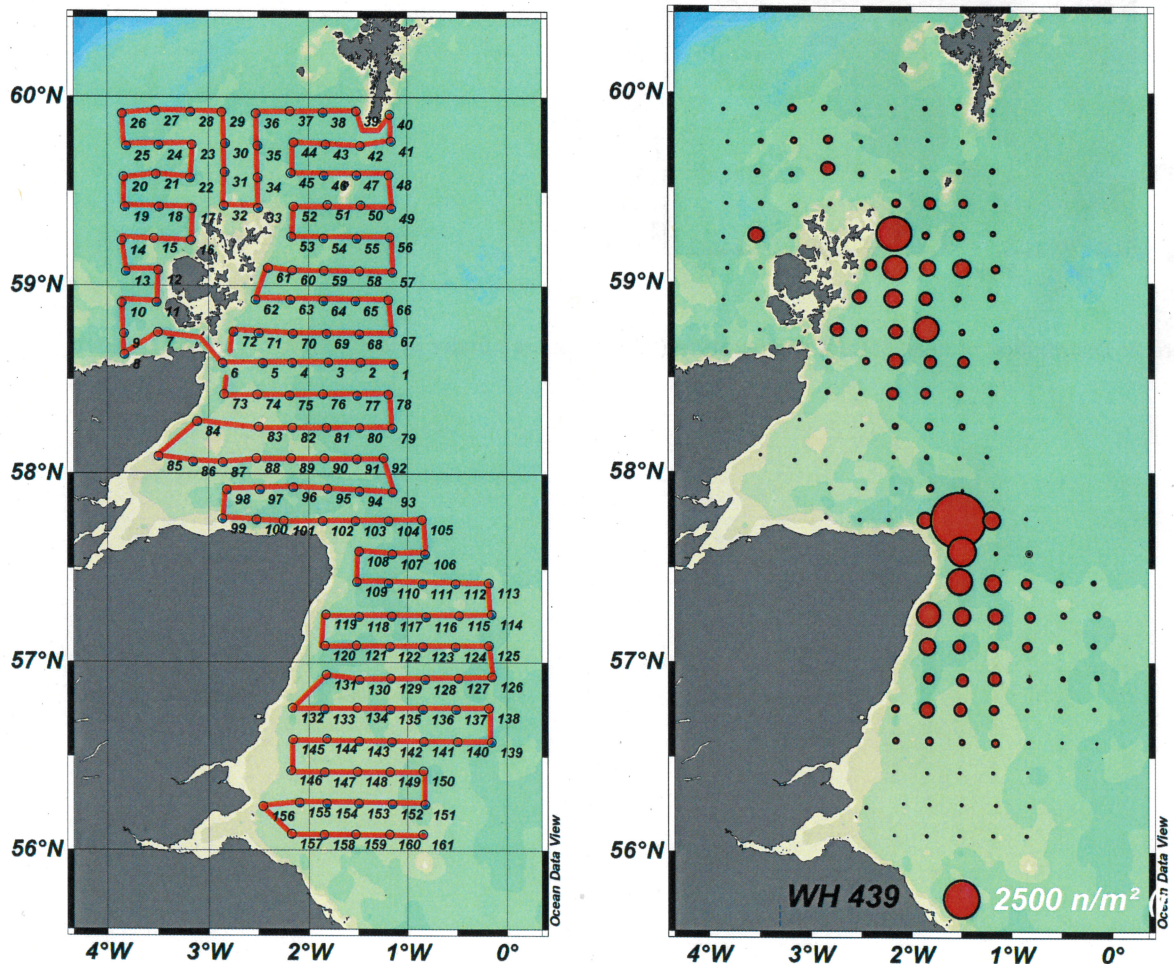 60°N
59°N
58°N
57°N
56°N
4°W 3°W 2°W 1°W 0°
26 27 28 29 36 37 38 39 40
25 24 23 30 35 44 43 42 41
20 21 22 31 34 45 46 47 48
19 18 17 32 33 52 51 50 49
14 15 16 53 54 55 56
13 12 61 60 59 58 57
10 11 62 63 64 65 66
9 7 72 71 70 69 68 67
8 6 5 4 3 2 1
73 74 75 76 77 78
84 83 82 81 80 79
85 86 87 88 89 90 91 92
98 97 96 95 94 93
99 100 101 102 103 104 105
108 107 106
109 110 111 112 113
119 118 117 116 115 114
120 121 122 123 124 125
131 130 129 128 127 126
132 133 134 135 136 137 138
145 144 143 142 141 140 139
146 147 148 149 150
156 155 154 153 152 151
157 158 159 160 161
Ocean Data View
60°N
59°N
58°N
57°N
56°N
WH 439 2500 n/m² (
4°W 3°W 2°W 1°W 0°
Ocean Data View